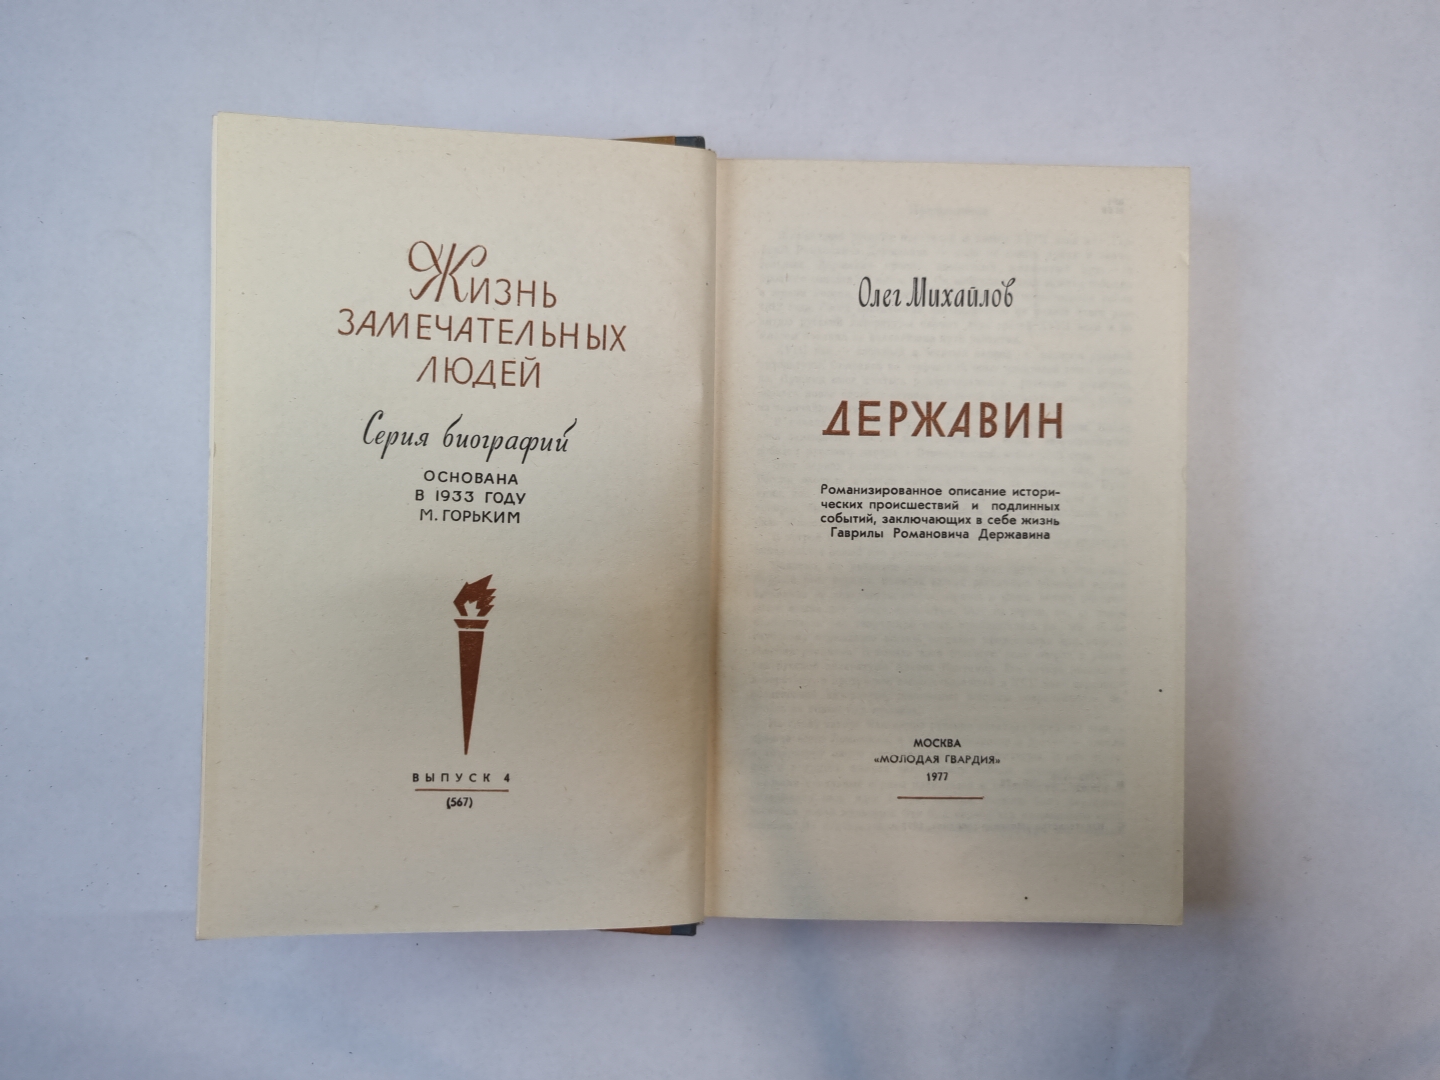 Жизнь
замечательных
людей
Серия биографий
ОСНОВАНА
В 1933 ГОДУ
М. ГОРЬКИМ
ВЫПУСК 4
(567)
Олег Михайлов
ДЕРЖАВИН
Романизированное описание истори-
ческих происшествий и подлинных
событий, заключающих в себе жизнь
Гаврилы Романовича Державина
МОСКВА
«МОЛОДАЯ ГВАРДИЯ»
1977